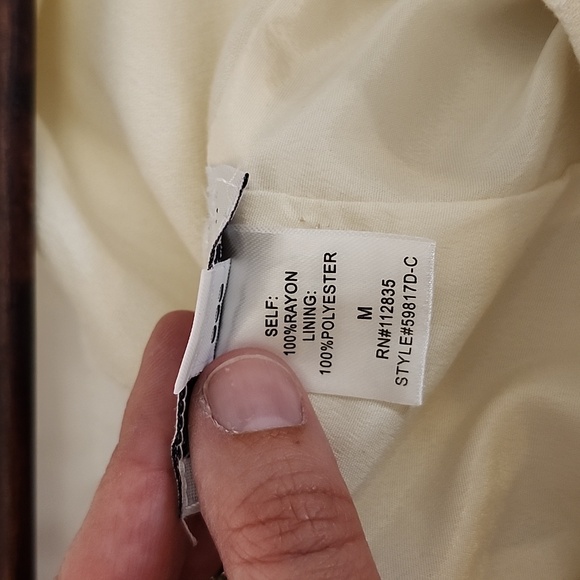 SELF:
100%RAYON
LINING:
100%POLYESTER
M
RN#112835
STYLE#59817D-C